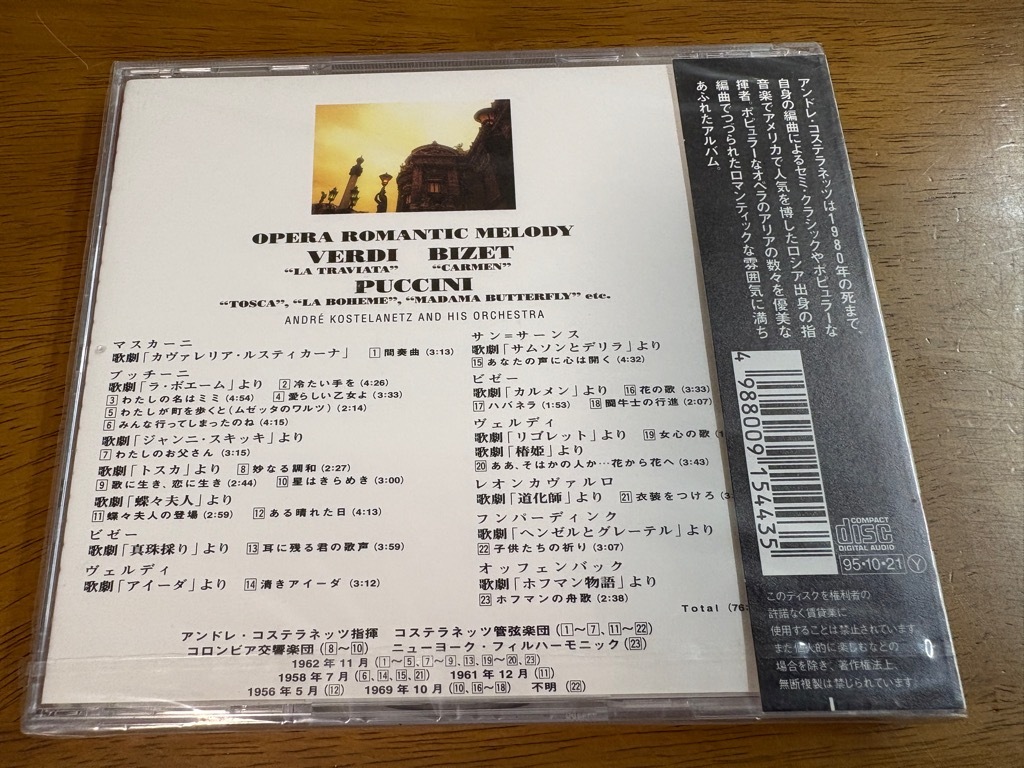 OPERA ROMANTIC MELODY
VERDI BIZET
"LA TRAVIATA" "CARMEN"
PUCCINI
"TOSCA", "LA BOHEME", "MADAMA BUTTERFLY" etc.
ANDRÉ KOSTELANETZ AND HIS ORCHESTRA
マスカーニ
歌劇「カヴァレリア・ルスティカーナ」 1 間奏曲 (3:13)
プッチーニ
歌劇「ラ・ボエーム」より 2 冷たい手を (4:26)
3 わたしの名はミミ (4:54) 4 愛らしい乙女よ (3:33)
5 わたしが町を歩くと(ムゼッタのワルツ) (2:14)
6 みんな行ってしまったのね (4:15)
歌劇「ジャンニ・スキッキ」より
7 わたしのお父さん (3:15)
歌劇「トスカ」より 8 妙なる調和 (2:27)
9 歌に生き、恋に生き (2:44) 10 星はきらめき (3:00)
歌劇「蝶々夫人」より
11 蝶々夫人の登場 (2:59) 12 ある晴れた日 (4:13)
ビゼー
歌劇「真珠採り」より 13 耳に残る君の歌声 (3:59)
ヴェルディ
歌劇「アイーダ」より 14 清きアイーダ (3:12)
サン=サーンス
歌劇「サムソンとデリラ」より
15 あなたの声に心は開く (4:32)
ビゼー
歌劇「カルメン」より 16 花の歌 (3:33)
17 ハバネラ (1:53) 18 闘牛士の行進 (2:07)
ヴェルディ
歌劇「リゴレット」より 19 女心の歌 (1
歌劇「椿姫」より
20 ああ、そはかの人か…花から花へ (3:43)
レオンカヴァルロ
歌劇「道化師」より 21 衣裳をつけろ (3
フンパーディンク
歌劇「ヘンゼルとグレーテル」より
22 子供たちの祈り (3:07)
オッフェンバック
歌劇「ホフマン物語」より
23 ホフマンの舟歌 (2:38)
Total (76:
アンドレ・コステラネッツ指揮 コステラネッツ管弦楽団 (1〜7、11〜22)
コロンビア交響楽団 (8〜10) ニューヨーク・フィルハーモニック (23)
1962年11月 (1〜5、7〜9、13、19〜20、23)
1958年7月 (6、14、15、21) 1961年12月 (11)
1956年5月 (12) 1969年10月 (10、16〜18) 不明 (22)
アンドレ・コステラネッツは1980年の死まで、
自身の編曲によるセミ・クラシックやポピュラーな
音楽でアメリカで人気を博したロシア出身の指
揮者。ポピュラーなオペラのアリアの数々を優美な
編曲でつづられたロマンティックな雰囲気に満ち
あふれたアルバム。
4 988009 154435
COMPACT
disc
DIGITAL AUDIO
95・10・21 Y
このディスクを権利者の
許諾なく賃貸業に
使用することは禁止されています。
また個人的に楽しむなどの
場合を除き、著作権法上、
無断複製は禁じられています。